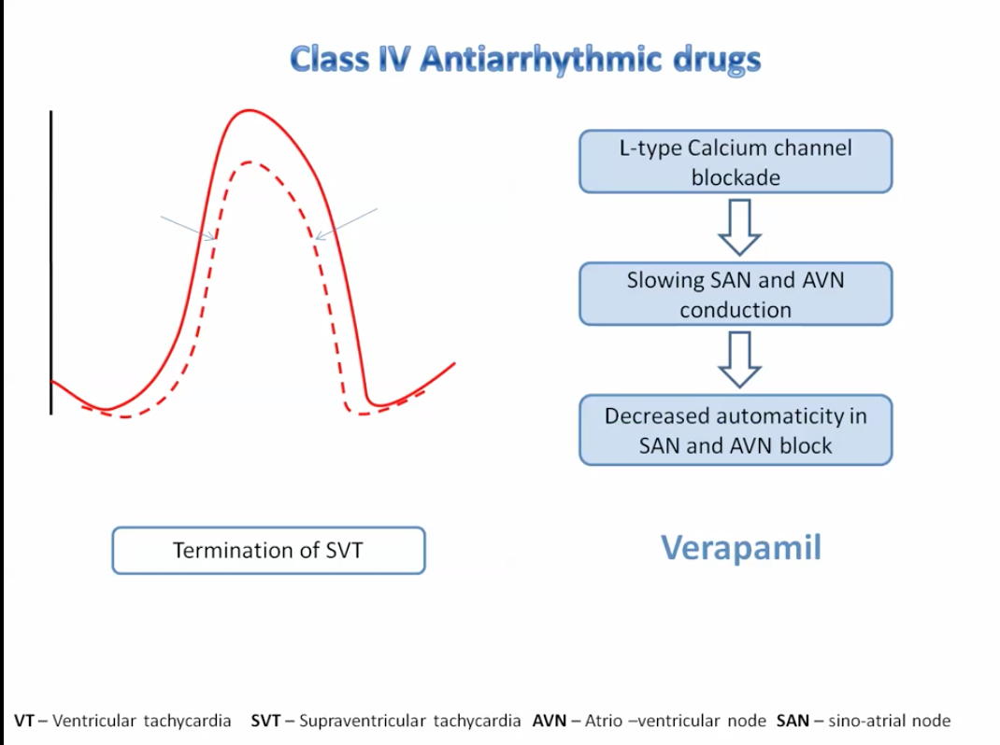 Class IV Antiarrhythmic drugs
L-type Calcium channel
blockade
Slowing SAN and AVN
conduction
Decreased automaticity in
SAN and AVN block
Termination of SVT
Verapamil
VT – Ventricular tachycardia SVT – Supraventricular tachycardia AVN – Atrio –ventricular node SAN – sino-atrial node